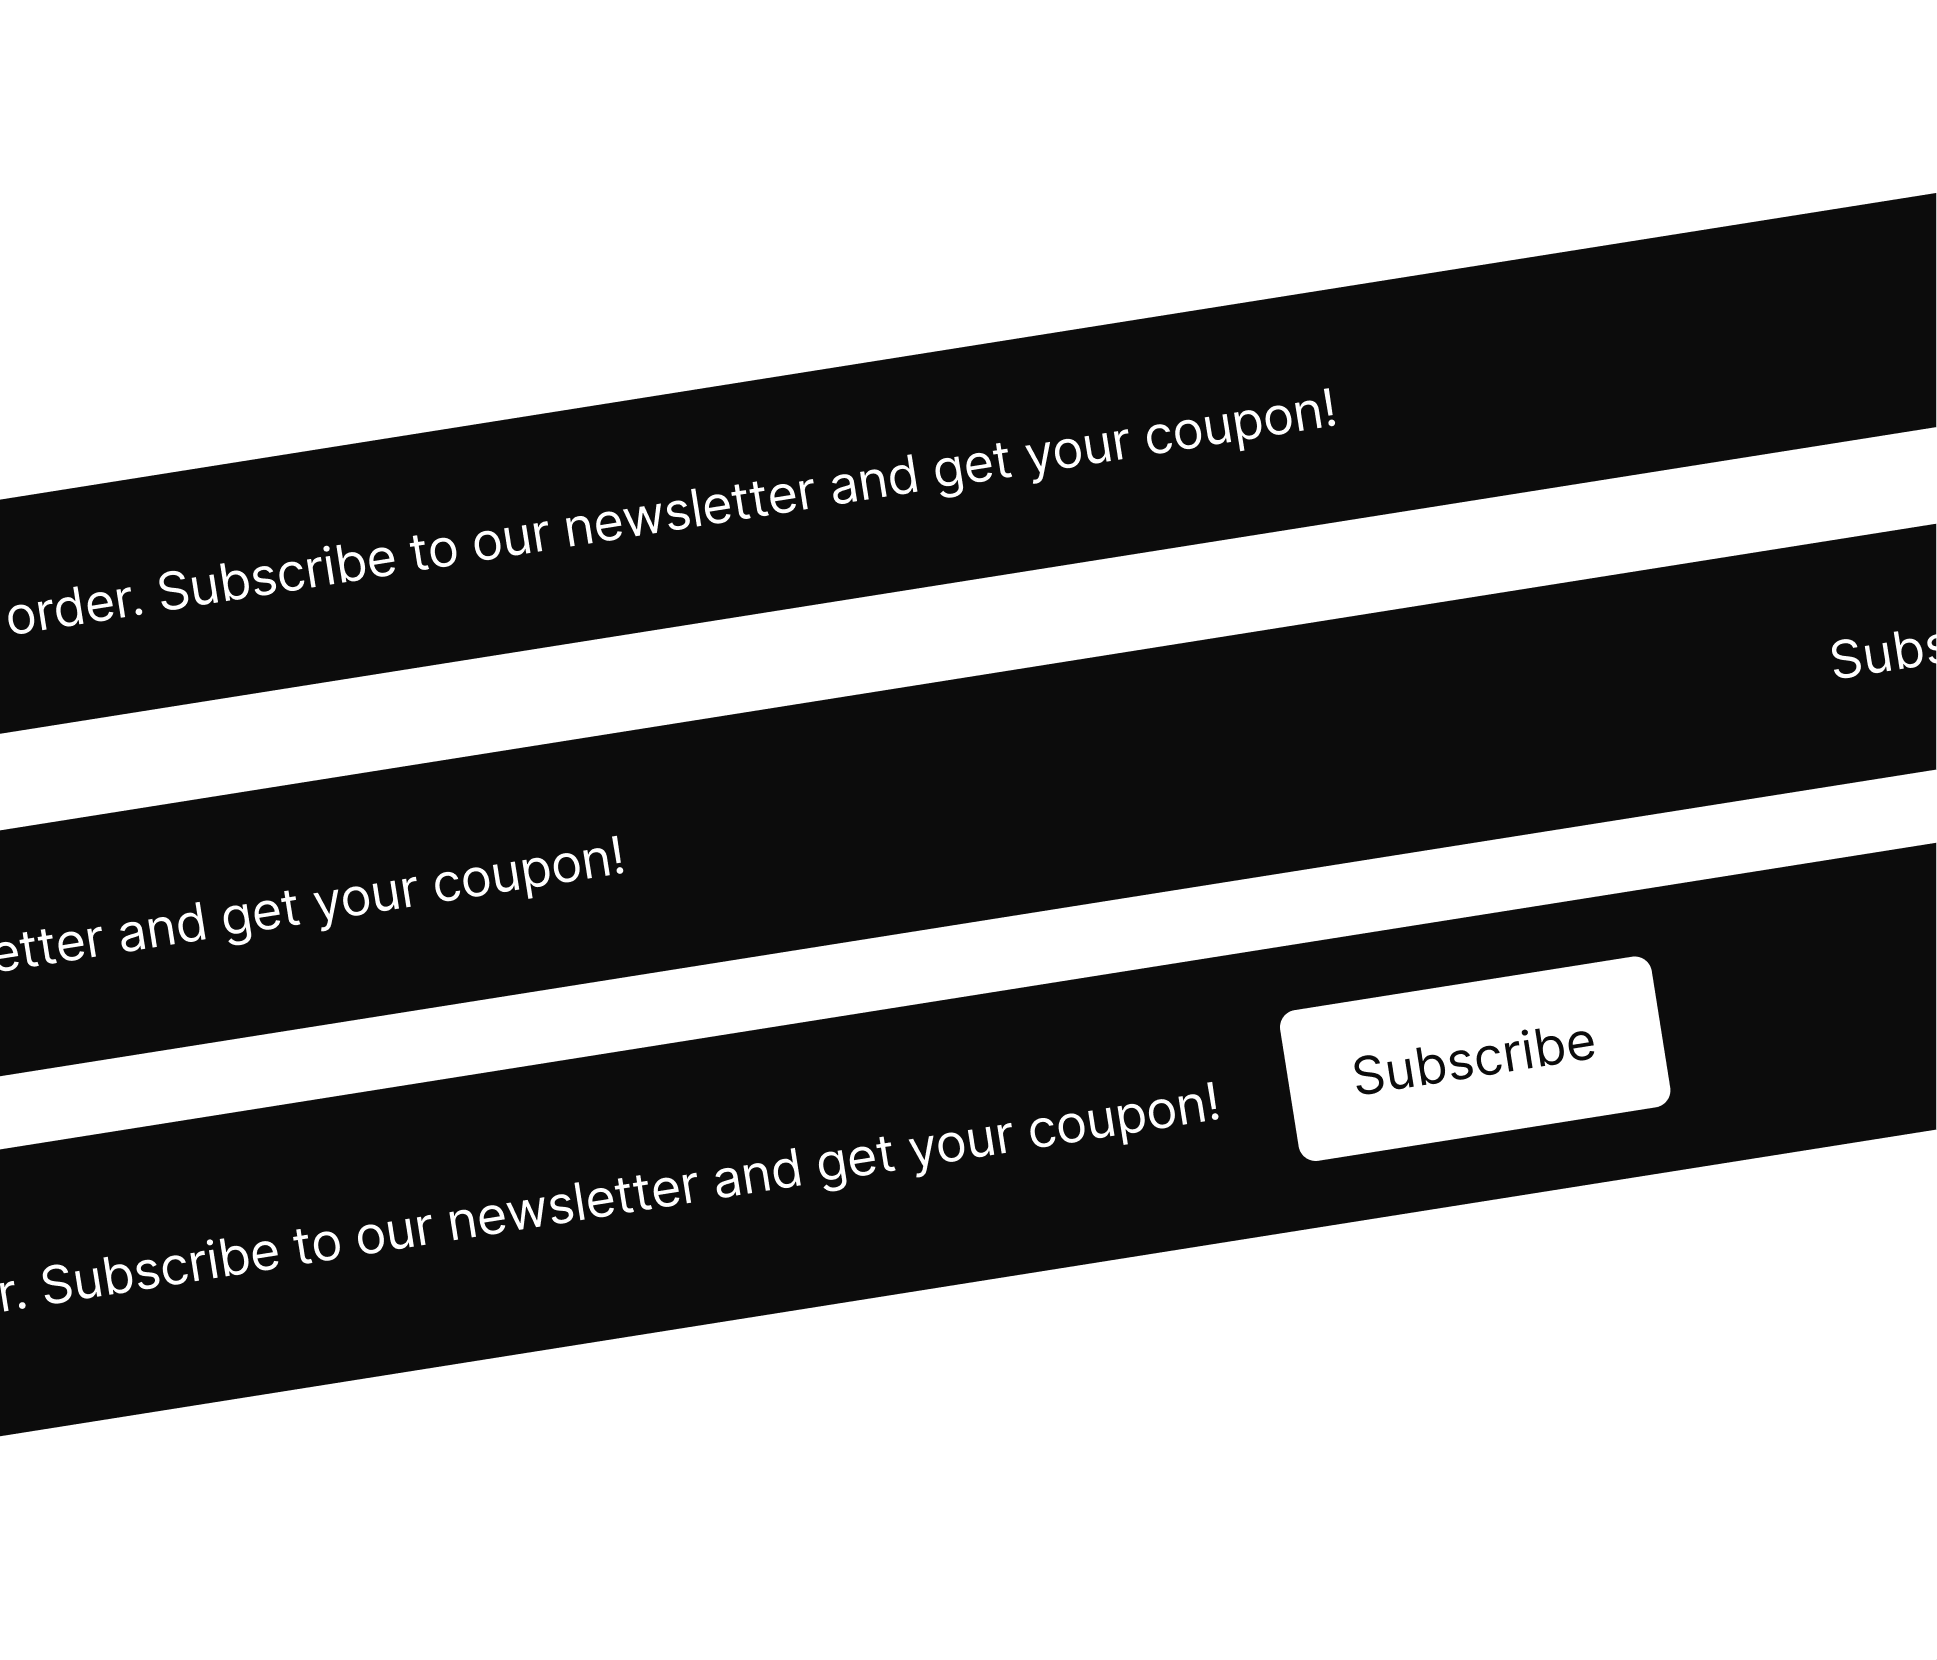 order. Subscribe to our newsletter and get your coupon!
Subs
etter and get your coupon!
r. Subscribe to our newsletter and get your coupon!
Subscribe